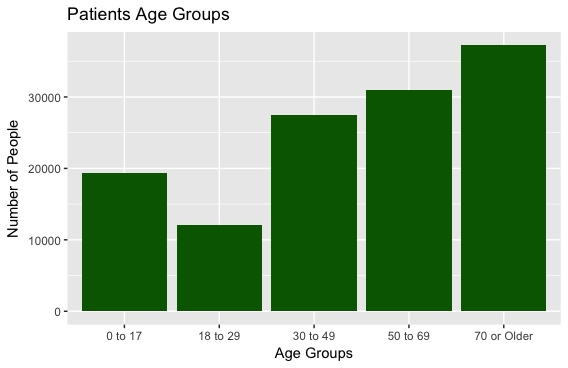 Patients Age Groups
Number of People
30000
20000
10000
0
0 to 17
18 to 29
30 to 49
50 to 69
70 or Older
Age Groups